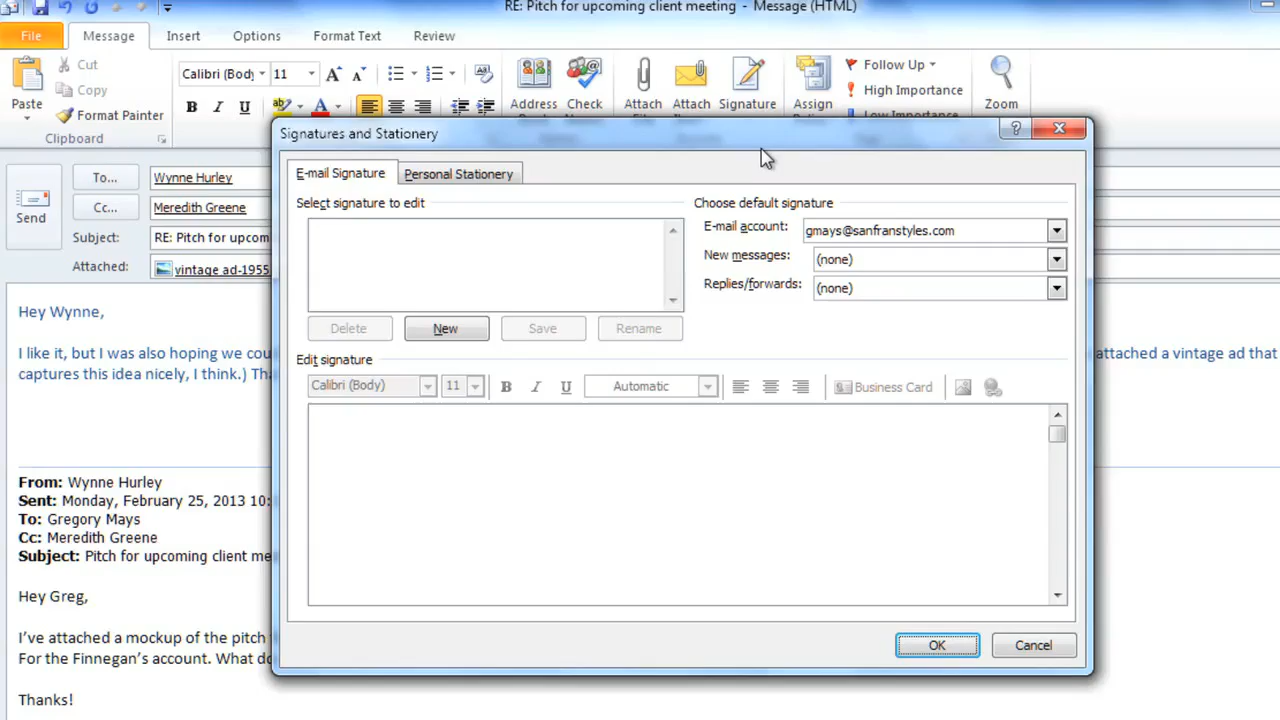 RE: Pitch for upcoming client meeting - Message (HTML)
File Message Insert Options Format Text Review
Cut
Copy
Format Painter
Paste
Clipboard
Calibri (Body 11
B I U
Address
Check
Attach
Attach
Signature
Assign
Follow Up
High Importance
Low Importance
Zoom
Signatures and Stationery
E-mail Signature Personal Stationery
Select signature to edit
Delete New Save Rename
Choose default signature
E-mail account: gmays@sanfranstyles.com
New messages: (none)
Replies/forwards: (none)
Edit signature
Calibri (Body) 11 B I U Automatic Business Card
OK Cancel
Send
To... Wynne Hurley
Cc... Meredith Greene
Subject: RE: Pitch for upcom
Attached: vintage ad-1955
Hey Wynne,
I like it, but I was also hoping we cou attached a vintage ad that
captures this idea nicely, I think.) Tha
From: Wynne Hurley
Sent: Monday, February 25, 2013 10:
To: Gregory Mays
Cc: Meredith Greene
Subject: Pitch for upcoming client me
Hey Greg,
I've attached a mockup of the pitch
For the Finnegan's account. What do
Thanks!